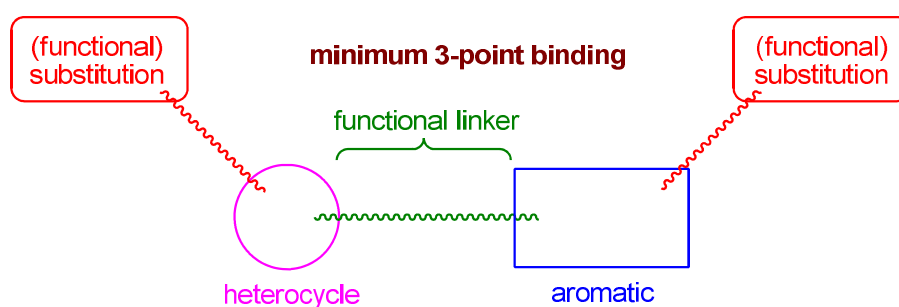 (functional)
substitution
minimum 3-point binding
(functional)
substitution
functional linker
heterocycle
aromatic